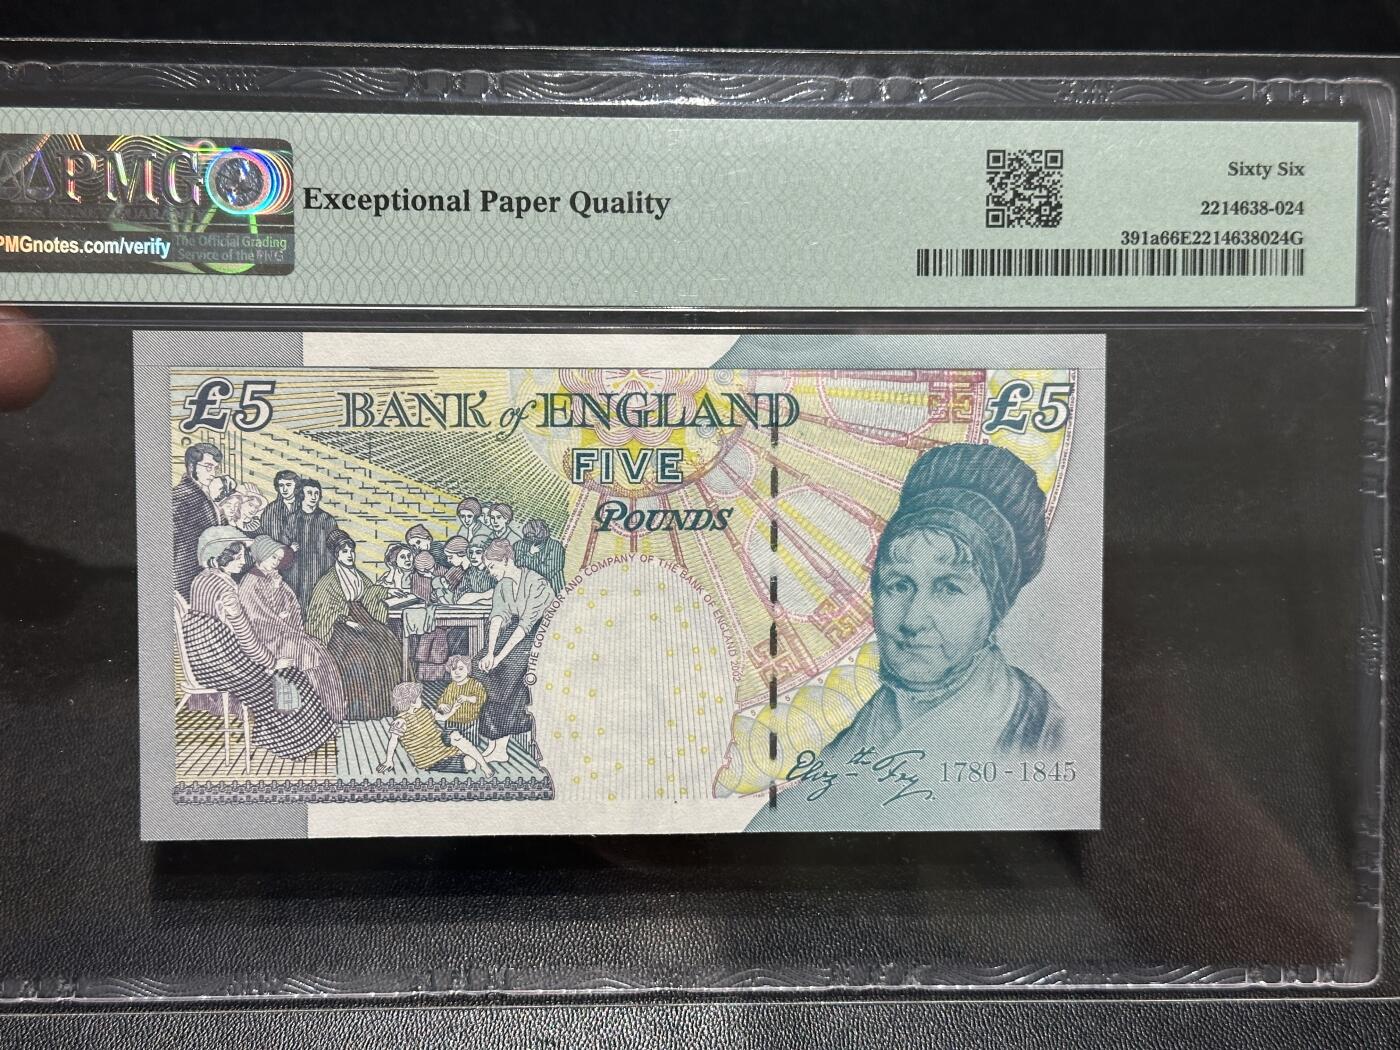 PMG
Exceptional Paper Quality
PMGnotes.com/verify
The Official Grading
Service of the PNG
Sixty Six
2214638-024
391a66E2214638024G
£5
BANK of ENGLAND
£5
FIVE
POUNDS
THE GOVERNOR AND COMPANY OF THE BANK OF ENGLAND 2002
Elizth Fry
1780 - 1845